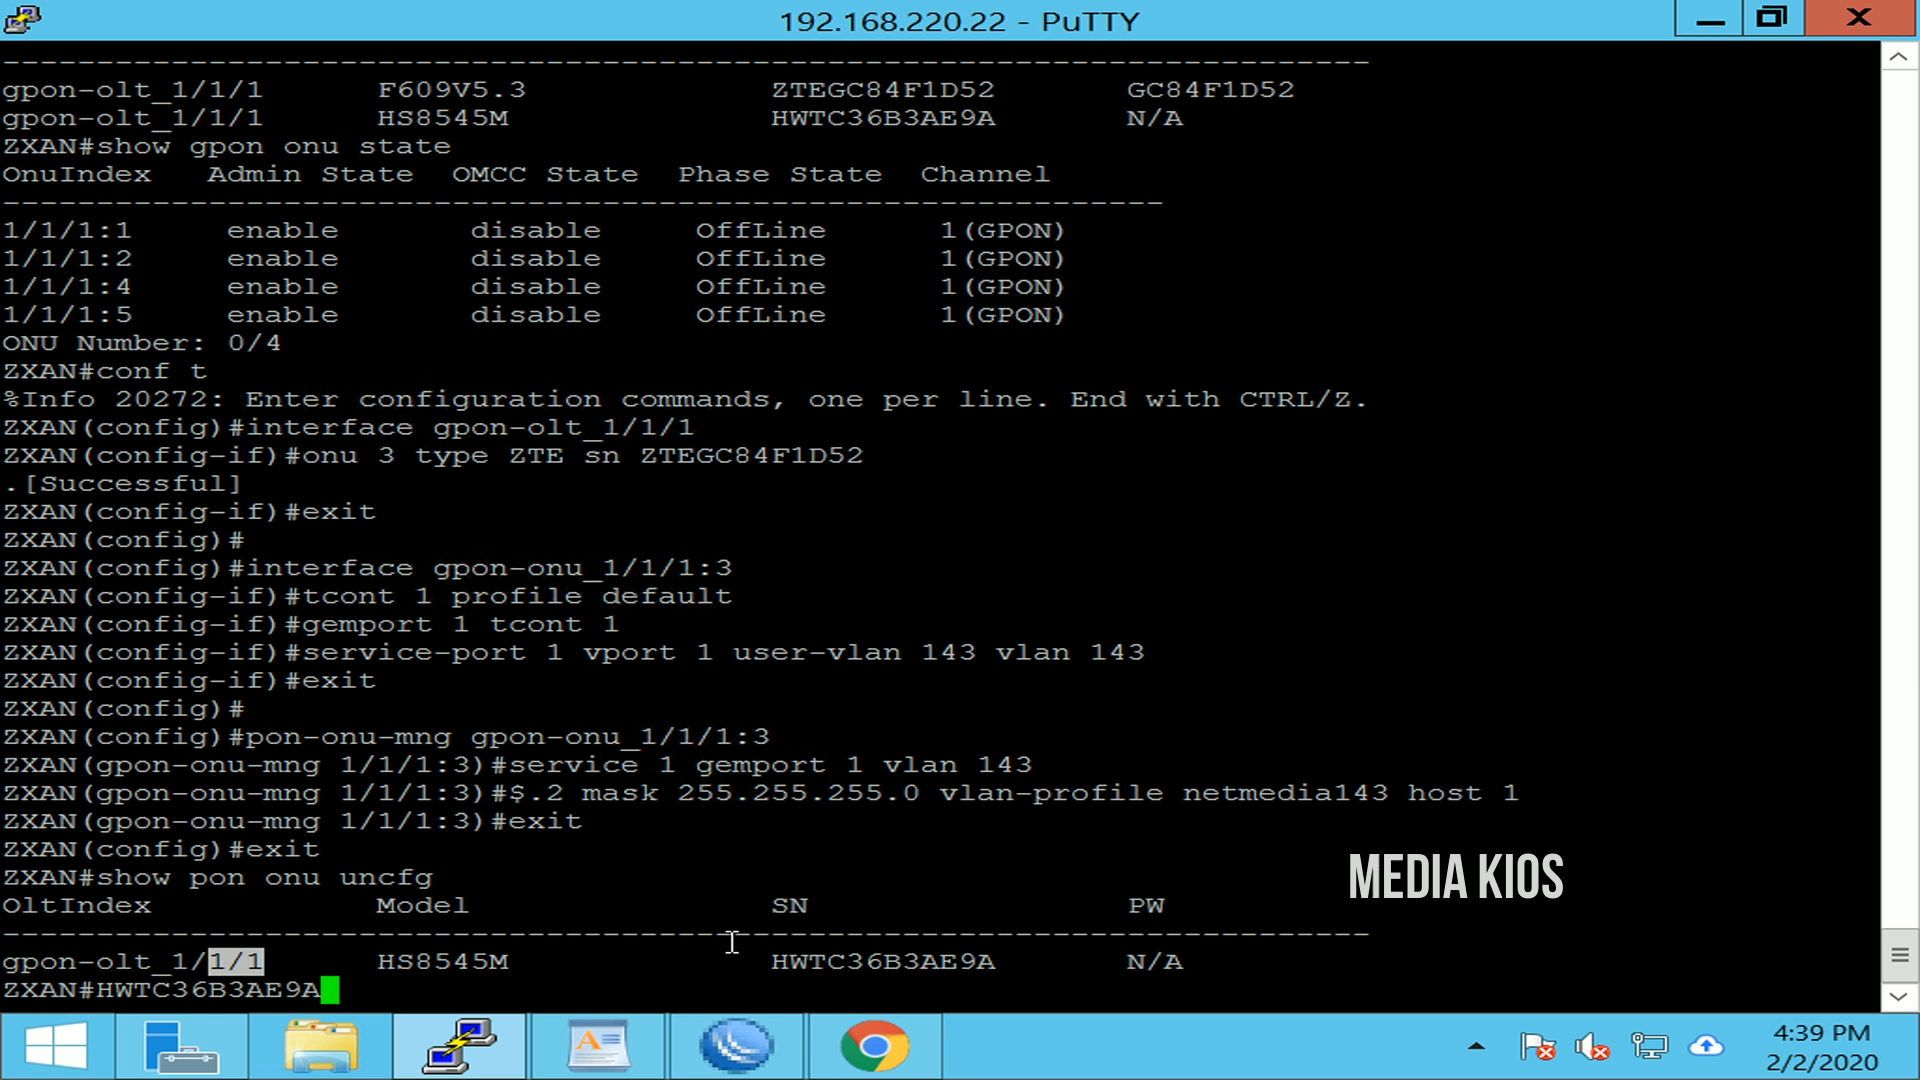 192.168.220.22 - PuTTY
--------------------------------------------------------------------------
gpon-olt_1/1/1 F609V5.3 ZTEGC84F1D52 GC84F1D52
gpon-olt_1/1/1 HS8545M HWTC36B3AE9A N/A
ZXAN#show gpon onu state
OnuIndex Admin State OMCC State Phase State Channel
---------------------------------------------------------------
1/1/1:1 enable disable OffLine 1(GPON)
1/1/1:2 enable disable OffLine 1(GPON)
1/1/1:4 enable disable OffLine 1(GPON)
1/1/1:5 enable disable OffLine 1(GPON)
ONU Number: 0/4
ZXAN#conf t
%Info 20272: Enter configuration commands, one per line. End with CTRL/Z.
ZXAN(config)#interface gpon-olt_1/1/1
ZXAN(config-if)#onu 3 type ZTE sn ZTEGC84F1D52
.[Successful]
ZXAN(config-if)#exit
ZXAN(config)#
ZXAN(config)#interface gpon-onu_1/1/1:3
ZXAN(config-if)#tcont 1 profile default
ZXAN(config-if)#gemport 1 tcont 1
ZXAN(config-if)#service-port 1 vport 1 user-vlan 143 vlan 143
ZXAN(config-if)#exit
ZXAN(config)#
ZXAN(config)#pon-onu-mng gpon-onu_1/1/1:3
ZXAN(gpon-onu-mng 1/1/1:3)#service 1 gemport 1 vlan 143
ZXAN(gpon-onu-mng 1/1/1:3)#$.2 mask 255.255.255.0 vlan-profile netmedia143 host 1
ZXAN(gpon-onu-mng 1/1/1:3)#exit
ZXAN(config)#exit
ZXAN#show pon onu uncfg
OltIndex Model SN PW
--------------------------------------------------------------------------
gpon-olt_1/1/1 HS8545M HWTC36B3AE9A N/A
ZXAN#HWTC36B3AE9A
MEDIA KIOS
4:39 PM
2/2/2020